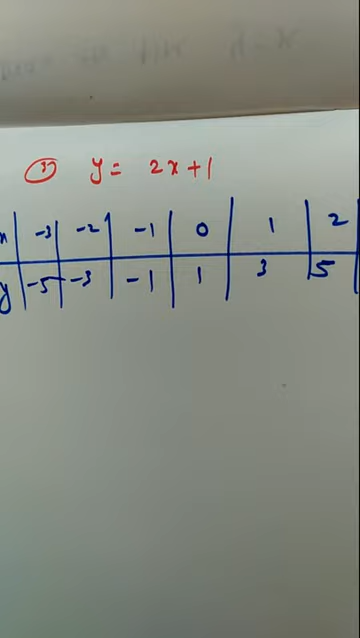 3) y = 2x+1
x | -3 | -2 | -1 | 0 | 1 | 2
y | -5 | -3 | -1 | 1 | 3 | 5